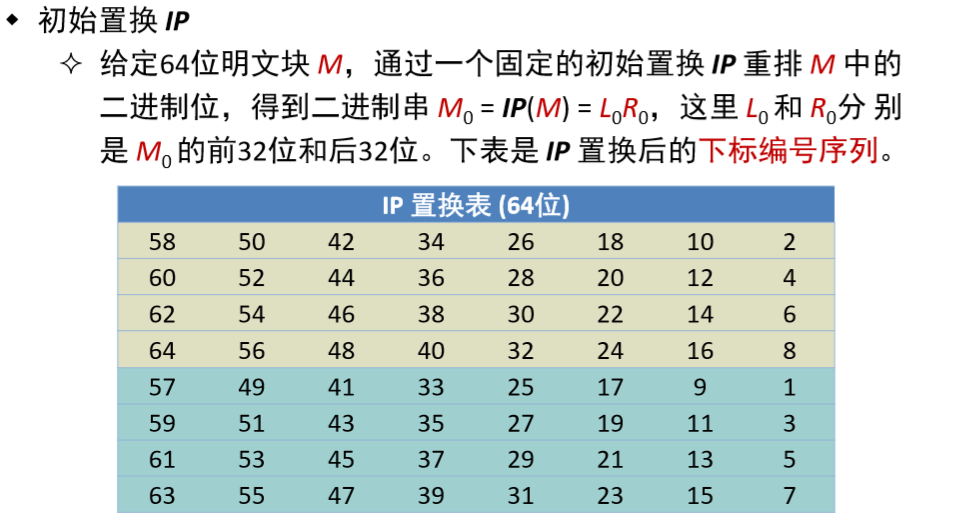 ◆ 初始置换 IP
✧ 给定64位明文块 M，通过一个固定的初始置换 IP 重排 M 中的
二进制位，得到二进制串 M₀ = IP(M) = L₀R₀，这里 L₀ 和 R₀分 别
是 M₀ 的前32位和后32位。下表是 IP 置换后的下标编号序列。
IP 置换表 (64位)
58 50 42 34 26 18 10 2
60 52 44 36 28 20 12 4
62 54 46 38 30 22 14 6
64 56 48 40 32 24 16 8
57 49 41 33 25 17 9 1
59 51 43 35 27 19 11 3
61 53 45 37 29 21 13 5
63 55 47 39 31 23 15 7